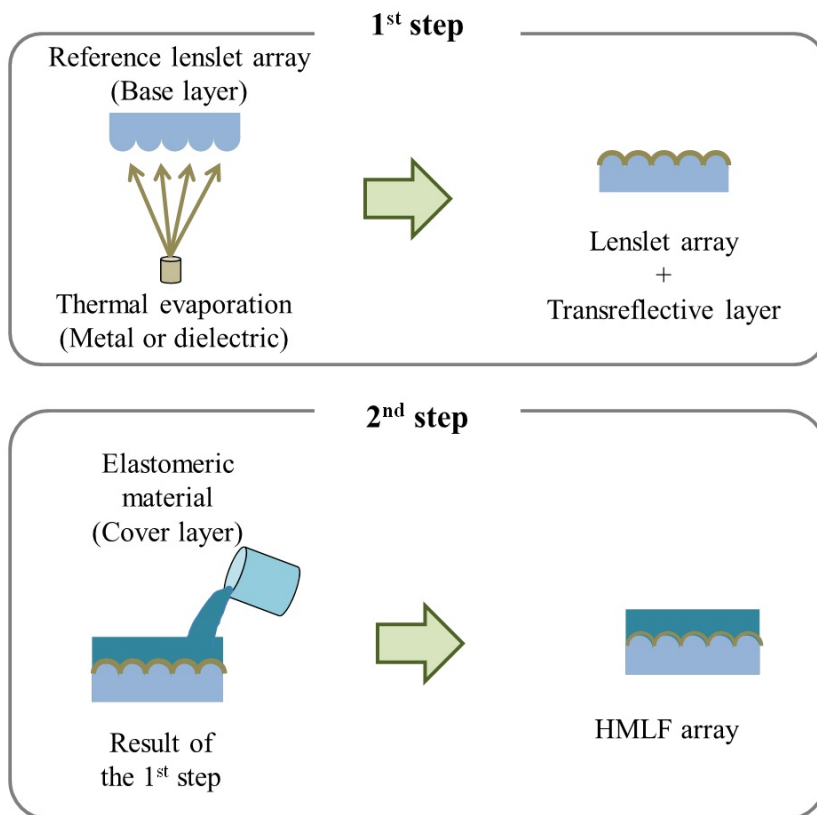 1st step
Reference lenslet array
(Base layer)
Thermal evaporation
(Metal or dielectric)
Lenslet array
+
Transreflective layer
2nd step
Elastomeric
material
(Cover layer)
Result of
the 1st step
HMLF array